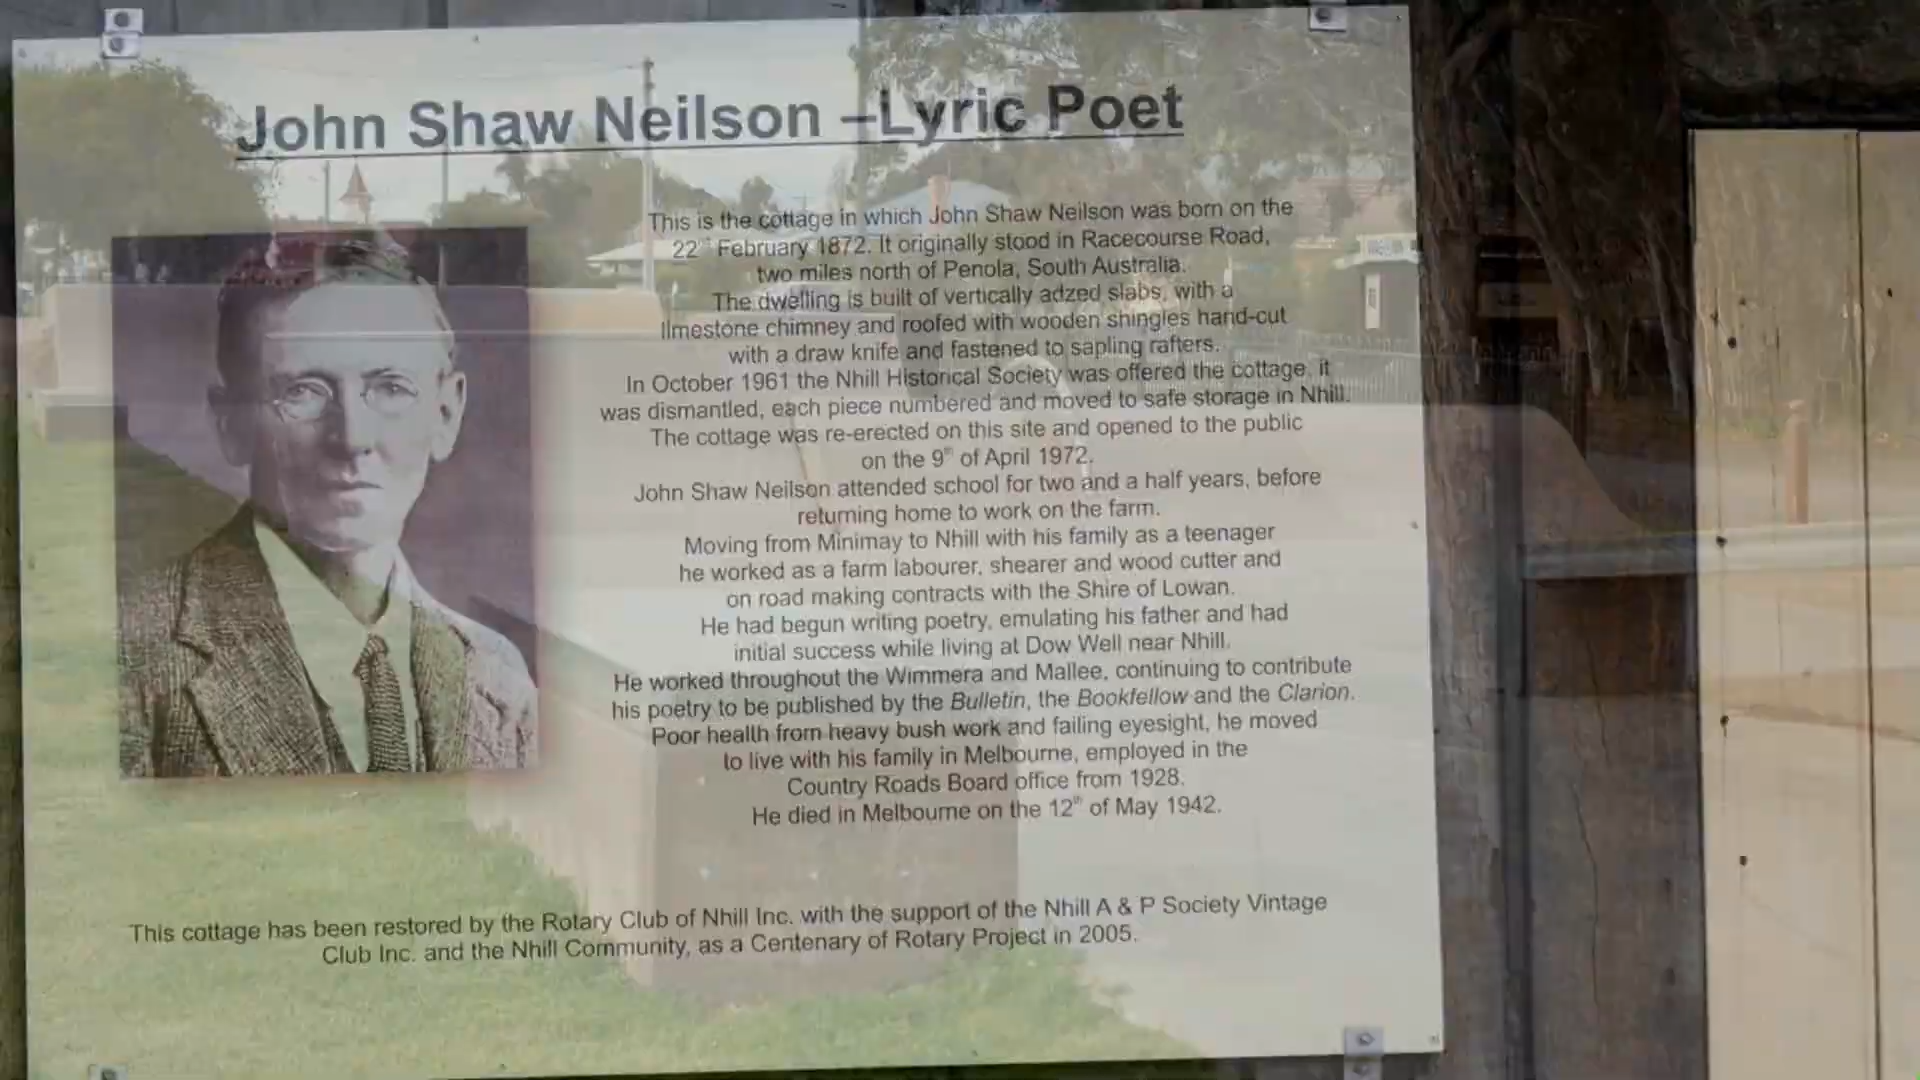 John Shaw Neilson –Lyric Poet
This is the cottage in which John Shaw Neilson was born on the
22nd February 1872. It originally stood in Racecourse Road,
two miles north of Penola, South Australia.
The dwelling is built of vertically adzed slabs, with a
limestone chimney and roofed with wooden shingles hand-cut
with a draw knife and fastened to sapling rafters.
In October 1961 the Nhill Historical Society was offered the cottage, it
was dismantled, each piece numbered and moved to safe storage in Nhill.
The cottage was re-erected on this site and opened to the public
on the 9th of April 1972.
John Shaw Neilson attended school for two and a half years, before
returning home to work on the farm.
Moving from Minimay to Nhill with his family as a teenager
he worked as a farm labourer, shearer and wood cutter and
on road making contracts with the Shire of Lowan.
He had begun writing poetry, emulating his father and had
initial success while living at Dow Well near Nhill.
He worked throughout the Wimmera and Mallee, continuing to contribute
his poetry to be published by the Bulletin, the Bookfellow and the Clarion.
Poor health from heavy bush work and failing eyesight, he moved
to live with his family in Melbourne, employed in the
Country Roads Board office from 1928.
He died in Melbourne on the 12th of May 1942.
This cottage has been restored by the Rotary Club of Nhill Inc. with the support of the Nhill A & P Society Vintage
Club Inc. and the Nhill Community, as a Centenary of Rotary Project in 2005.